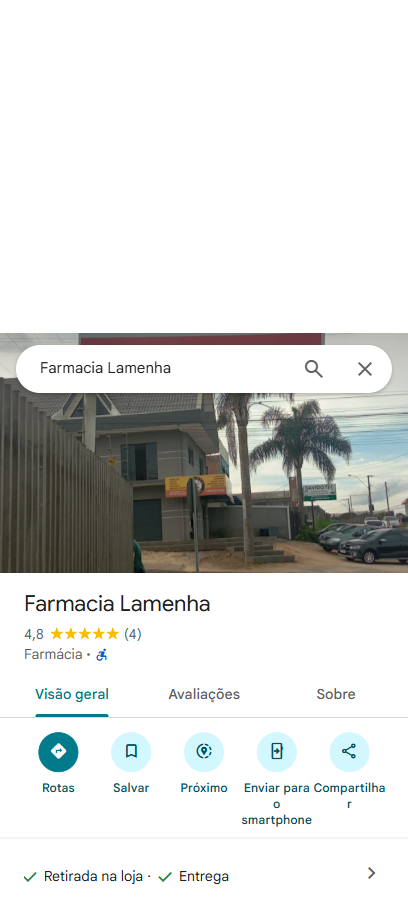 Farmacia Lamenha
Farmacia Lamenha
4,8 (4)
Farmácia ·
Visão geral
Avaliações
Sobre
Rotas
Salvar
Próximo
Enviar para
o
smartphone
Compartilha
r
Retirada na loja · Entrega